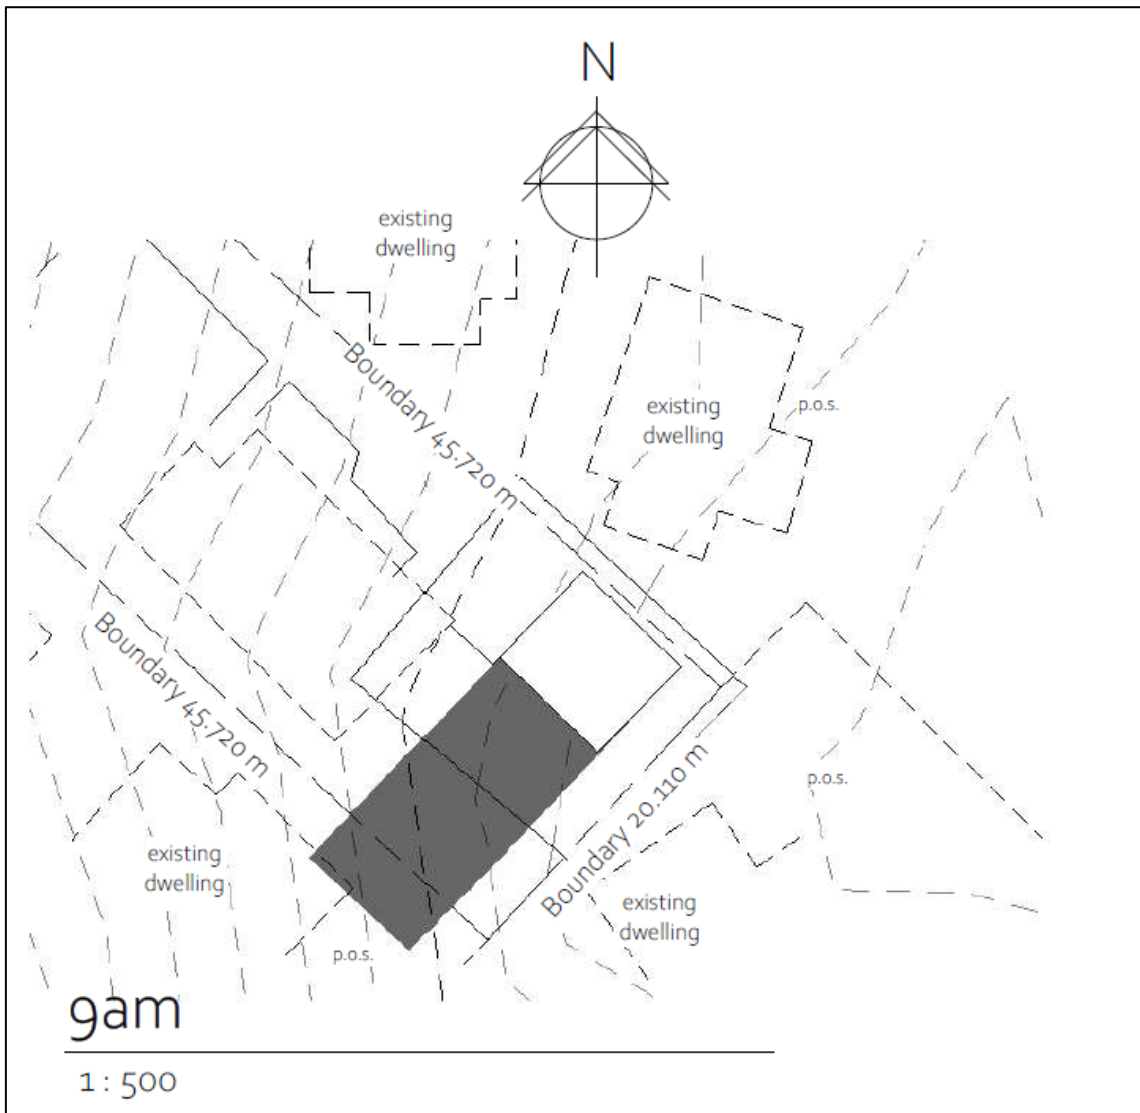 N
existing
dwelling
Boundary 45.720 m
existing
dwelling
p.o.s.
Boundary 45.720 m
Boundary 20.110 m
p.o.s.
existing
dwelling
existing
dwelling
p.o.s.
9am
1 : 500